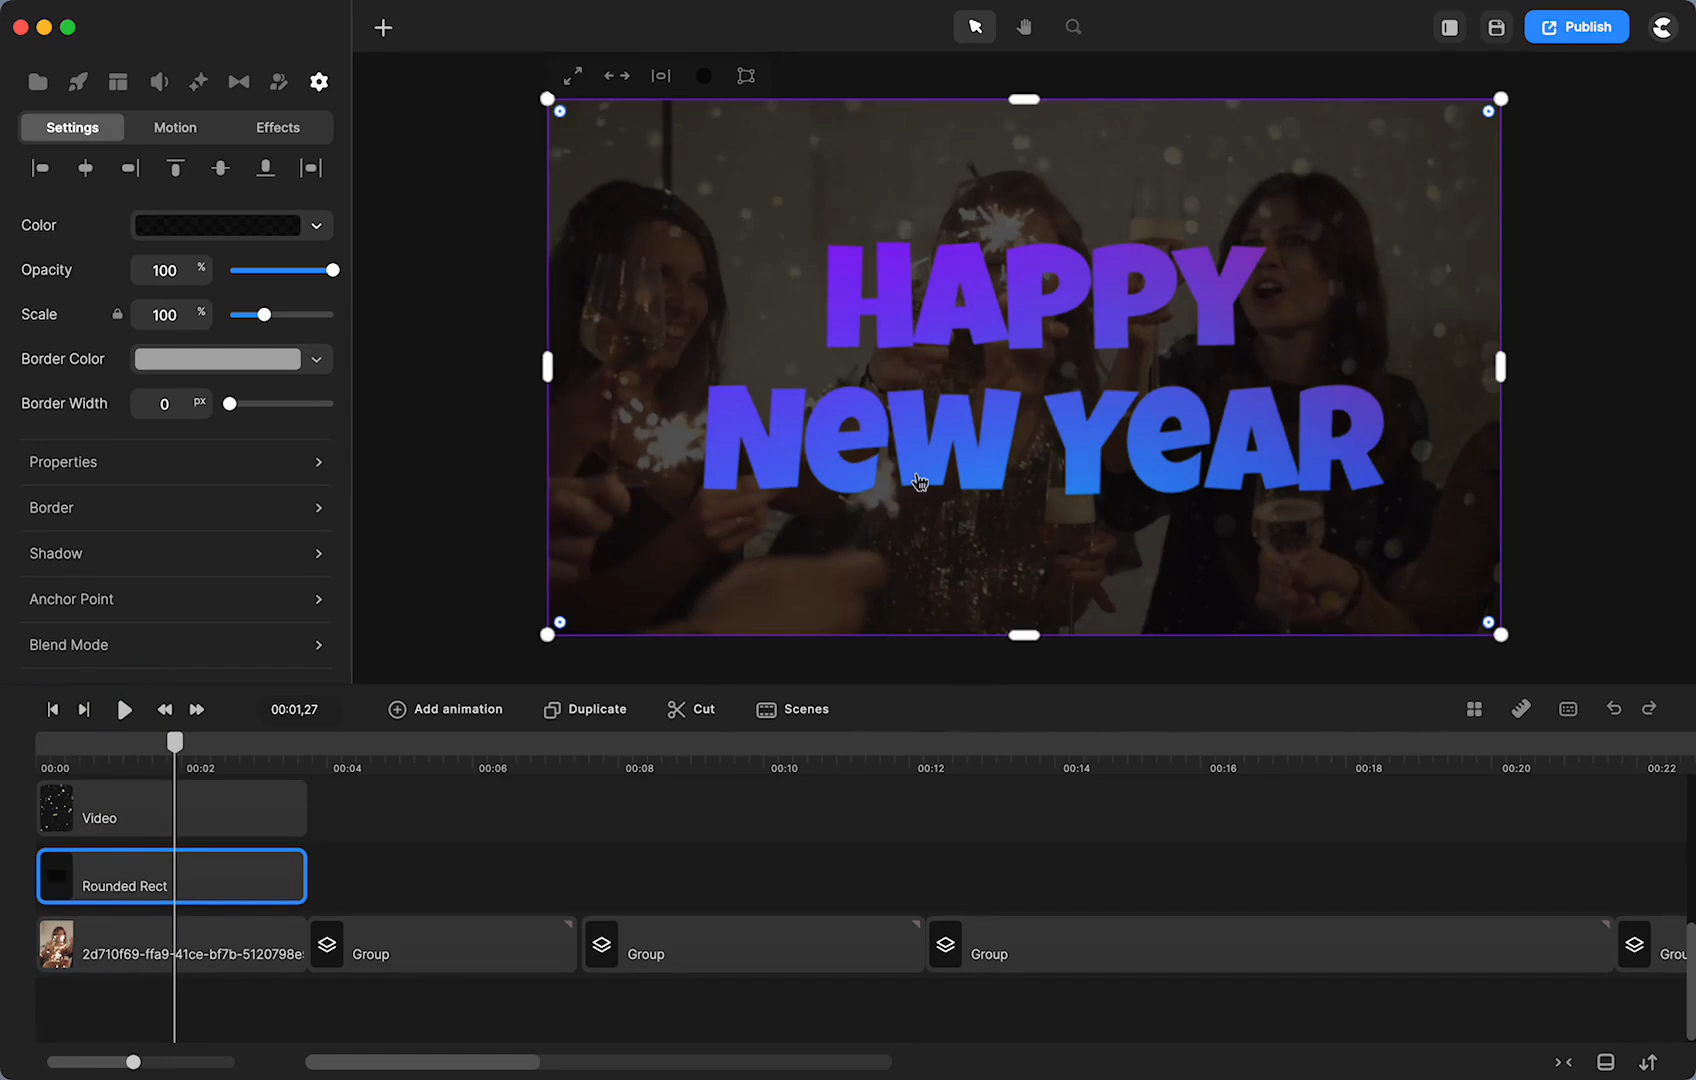 Publish
Settings Motion Effects
Color
Opacity 100 %
Scale 100 %
Border Color
Border Width 0 px
Properties
Border
Shadow
Anchor Point
Blend Mode
HAPPY
NEW YEAR
00:01,27 Add animation Duplicate Cut Scenes
00:00 00:02 00:04 00:06 00:08 00:10 00:12 00:14 00:16 00:18 00:20 00:22
Video
Rounded Rect
2d710f69-ffa9-41ce-bf7b-5120798e Group Group Group Grou